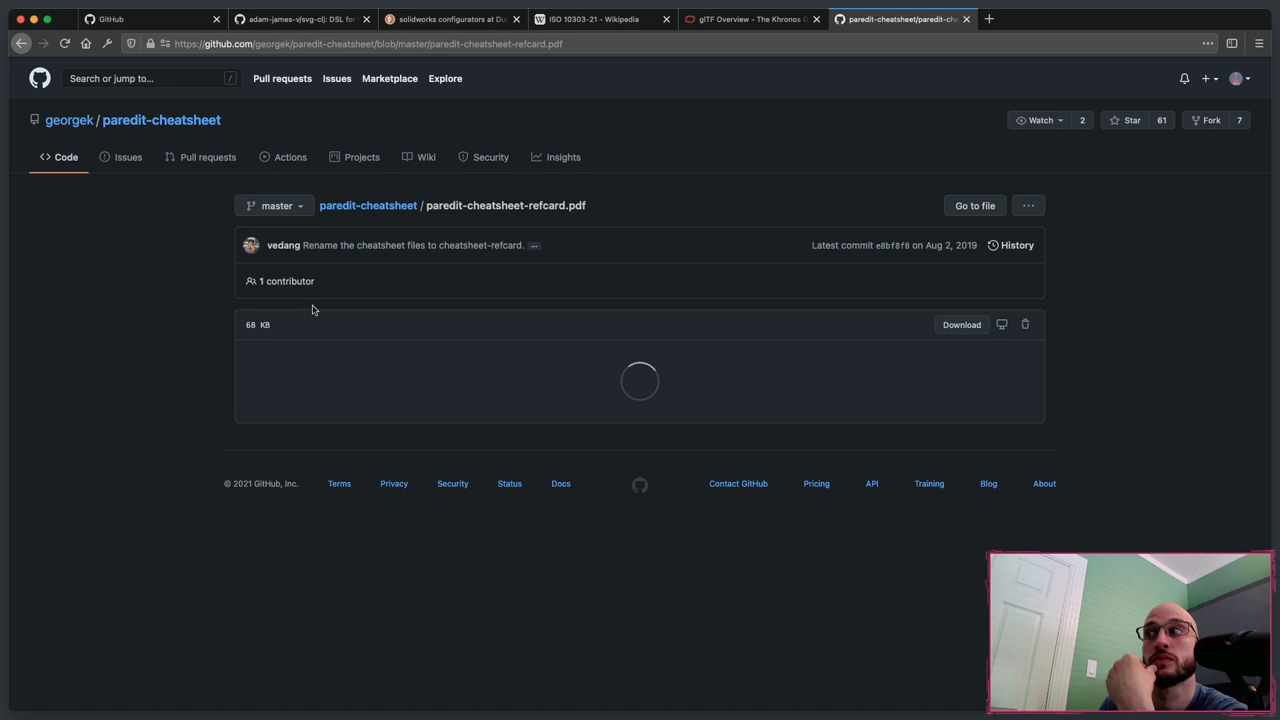 GitHub
adam-james-v/svg-clj: DSL for
solidworks configurators at Du
ISO 10303-21 - Wikipedia
glTF Overview - The Khronos G
paredit-cheatsheet/paredit-che
https://github.com/georgek/paredit-cheatsheet/blob/master/paredit-cheatsheet-refcard.pdf
Search or jump to... /
Pull requests Issues Marketplace Explore
georgek / paredit-cheatsheet
Watch 2 Star 61 Fork 7
Code Issues Pull requests Actions Projects Wiki Security Insights
master paredit-cheatsheet / paredit-cheatsheet-refcard.pdf Go to file
vedang Rename the cheatsheet files to cheatsheet-refcard. Latest commit e8bf8f8 on Aug 2, 2019 History
1 contributor
68 KB Download
© 2021 GitHub, Inc. Terms Privacy Security Status Docs Contact GitHub Pricing API Training Blog About